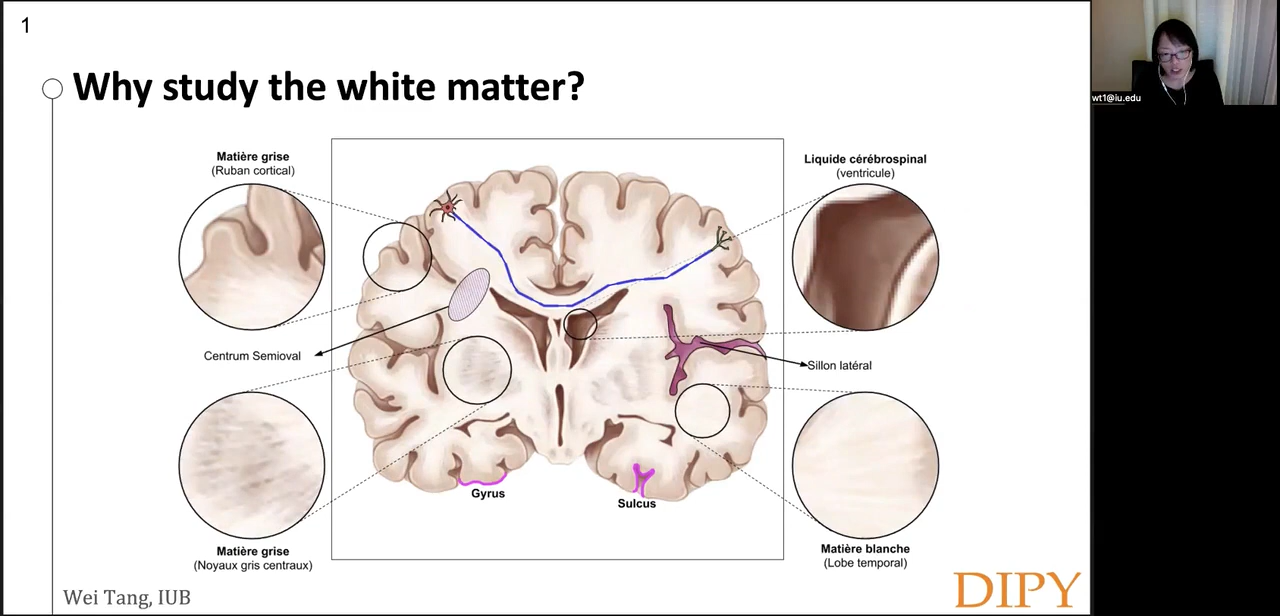 1
Why study the white matter?
Matière grise
(Ruban cortical)
Liquide cérébrospinal
(ventricule)
Centrum Semioval
Sillon latéral
Gyrus
Sulcus
Matière grise
(Noyaux gris centraux)
Matière blanche
(Lobe temporal)
Wei Tang, IUB
DIPY
wt1@iu.edu